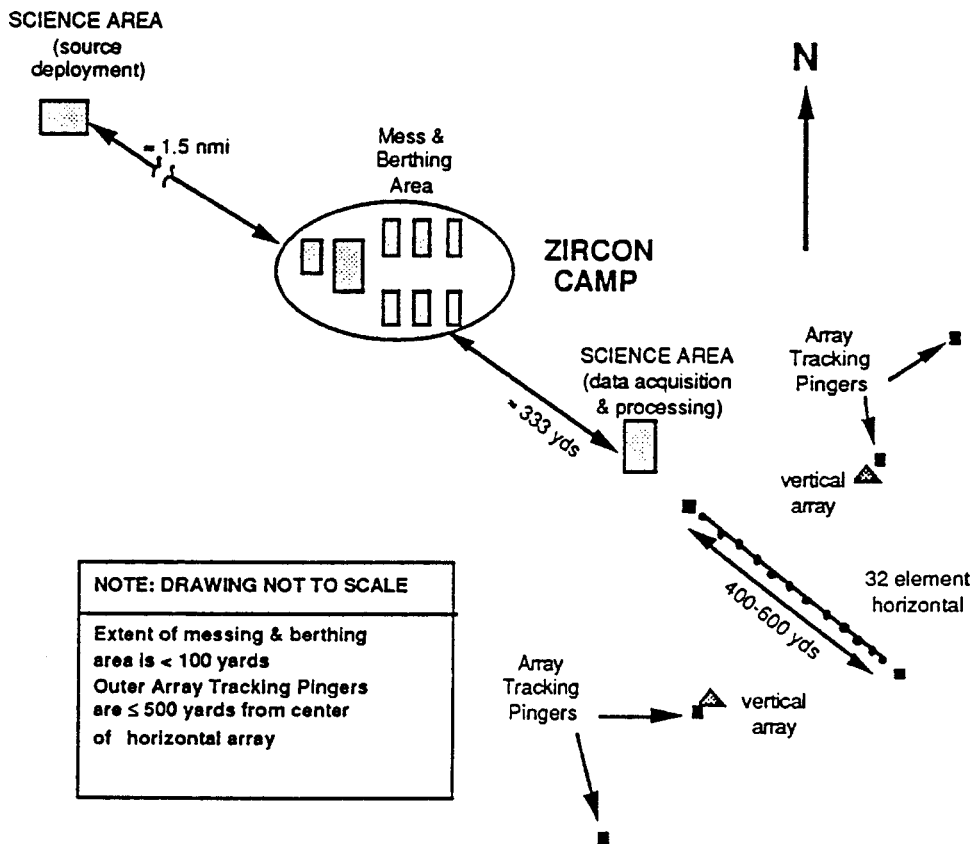 SCIENCE AREA
(source
deployment)
N
≈ 1.5 nmi
Mess &
Berthing
Area
ZIRCON
CAMP
Array
Tracking
Pingers
SCIENCE AREA
(data acquisition
& processing)
≈ 333 yds
vertical
array
NOTE: DRAWING NOT TO SCALE
Extent of messing & berthing
area is < 100 yards
Outer Array Tracking Pingers
are ≤ 500 yards from center
of horizontal array
32 element
horizontal
400-600 yds
Array
Tracking
Pingers
vertical
array